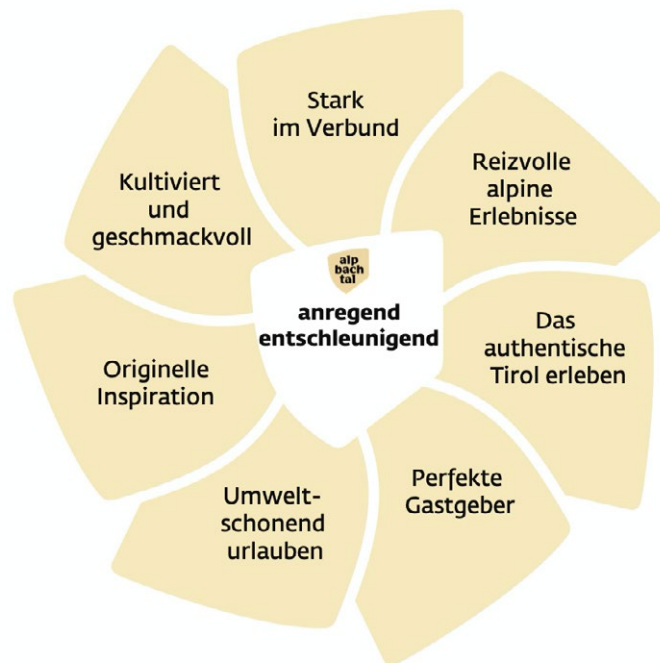 Stark
im Verbund
Reizvolle
alpine
Erlebnisse
Das
authentische
Tirol erleben
Perfekte
Gastgeber
Umwelt-
schonend
urlauben
Originelle
Inspiration
Kultiviert
und
geschmackvoll
alp
bach
tal
anregend
entschleunigend